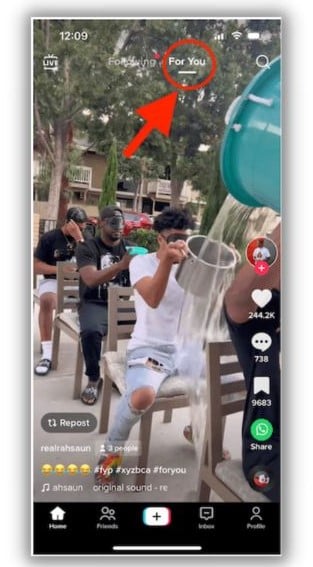 12:09
LIVE
Following
For You
244.2K
738
9683
Share
Repost
realrahsaun 3 people
😂😂😂😂 #fyp #xyzbca #foryou
ahsaun original sound - re
Home
Friends
Inbox
Profile